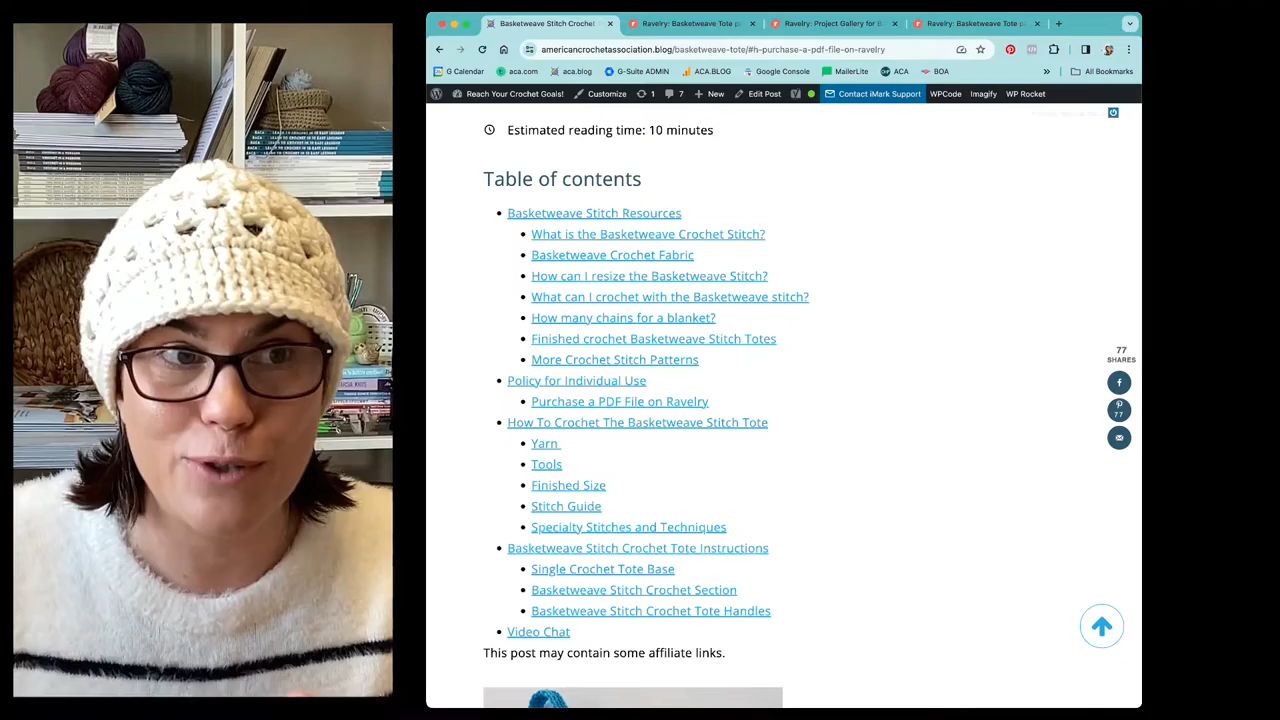 Basketweave Stitch Crochet
Ravelry: Basketweave Tote p
Ravelry: Project Gallery for B
Ravelry: Basketweave Tote p
americancrochetassociation.blog/basketweave-tote/#h-purchase-a-pdf-file-on-ravelry
G Calendar
aca.com
aca.blog
G-Suite ADMIN
ACA.BLOG
Google Console
MailerLite
ACA
BOA
All Bookmarks
Reach Your Crochet Goals!
Customize
1
7
New
Edit Post
Contact iMark Support
WPCode
Imagify
WP Rocket
Estimated reading time: 10 minutes
Table of contents
Basketweave Stitch Resources
What is the Basketweave Crochet Stitch?
Basketweave Crochet Fabric
How can I resize the Basketweave Stitch?
What can I crochet with the Basketweave stitch?
How many chains for a blanket?
Finished crochet Basketweave Stitch Totes
More Crochet Stitch Patterns
Policy for Individual Use
Purchase a PDF File on Ravelry
How To Crochet The Basketweave Stitch Tote
Yarn
Tools
Finished Size
Stitch Guide
Specialty Stitches and Techniques
Basketweave Stitch Crochet Tote Instructions
Single Crochet Tote Base
Basketweave Stitch Crochet Section
Basketweave Stitch Crochet Tote Handles
Video Chat
This post may contain some affiliate links.
77
SHARES
77